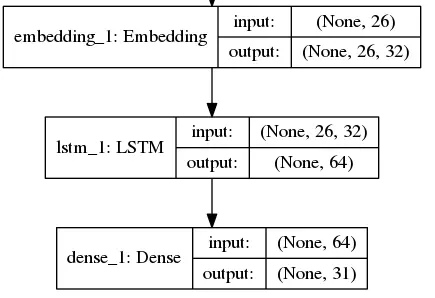 embedding_1: Embedding
input:
(None, 26)
output:
(None, 26, 32)
lstm_1: LSTM
input:
(None, 26, 32)
output:
(None, 64)
dense_1: Dense
input:
(None, 64)
output:
(None, 31)